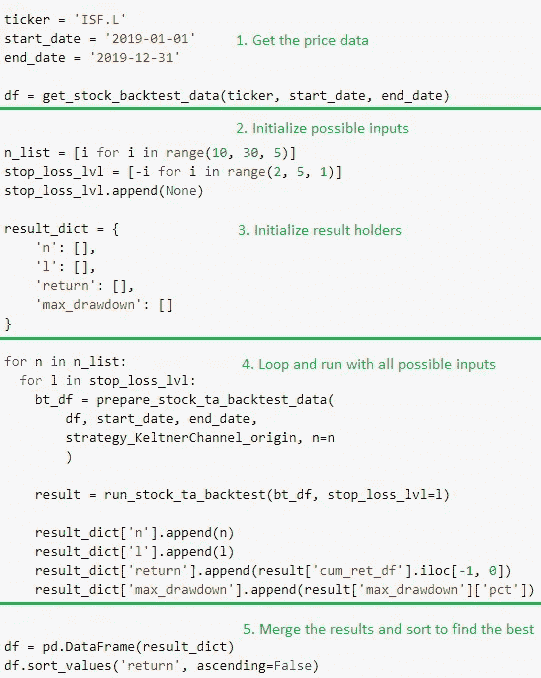 ticker = 'ISF.L'
start_date = '2019-01-01'
1. Get the price data
end_date = '2019-12-31'
df = get_stock_backtest_data(ticker, start_date, end_date)
2. Initialize possible inputs
n_list = [i for i in range(10, 30, 5)]
stop_loss_lvl = [-i for i in range(2, 5, 1)]
stop_loss_lvl.append(None)
result_dict = {
3. Initialize result holders
    'n': [],
    'l': [],
    'return': [],
    'max_drawdown': []
}
for n in n_list:
4. Loop and run with all possible inputs
  for l in stop_loss_lvl:
    bt_df = prepare_stock_ta_backtest_data(
        df, start_date, end_date,
        strategy_KeltnerChannel_origin, n=n
        )
    result = run_stock_ta_backtest(bt_df, stop_loss_lvl=l)
    result_dict['n'].append(n)
    result_dict['l'].append(l)
    result_dict['return'].append(result['cum_ret_df'].iloc[-1, 0])
    result_dict['max_drawdown'].append(result['max_drawdown']['pct'])
5. Merge the results and sort to find the best
df = pd.DataFrame(result_dict)
df.sort_values('return', ascending=False)